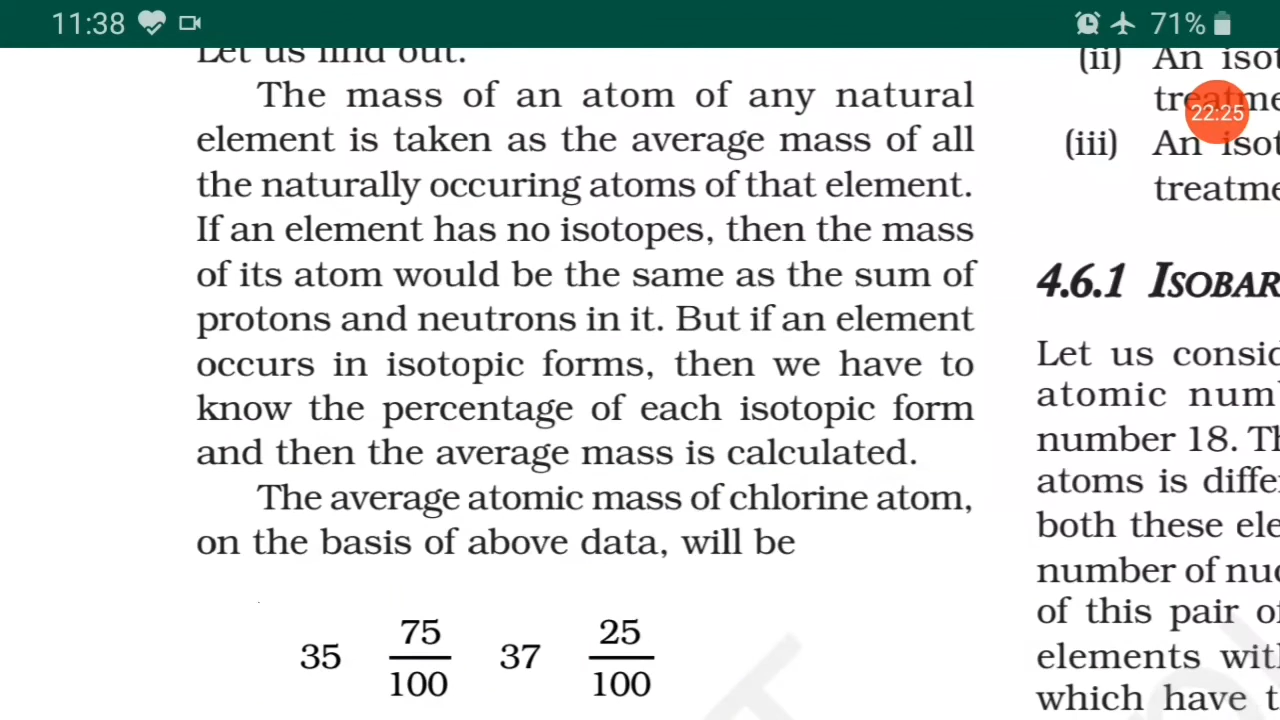 11:38
71%
22:25
Let us find out.
The mass of an atom of any natural
element is taken as the average mass of all
the naturally occuring atoms of that element.
If an element has no isotopes, then the mass
of its atom would be the same as the sum of
protons and neutrons in it. But if an element
occurs in isotopic forms, then we have to
know the percentage of each isotopic form
and then the average mass is calculated.
The average atomic mass of chlorine atom,
on the basis of above data, will be
35 75/100 37 25/100
(ii) An isot
treatme
(iii) An isot
treatme
4.6.1 ISOBAR
Let us consid
atomic num
number 18. Th
atoms is differ
both these ele
number of nuc
of this pair of
elements with
which have t